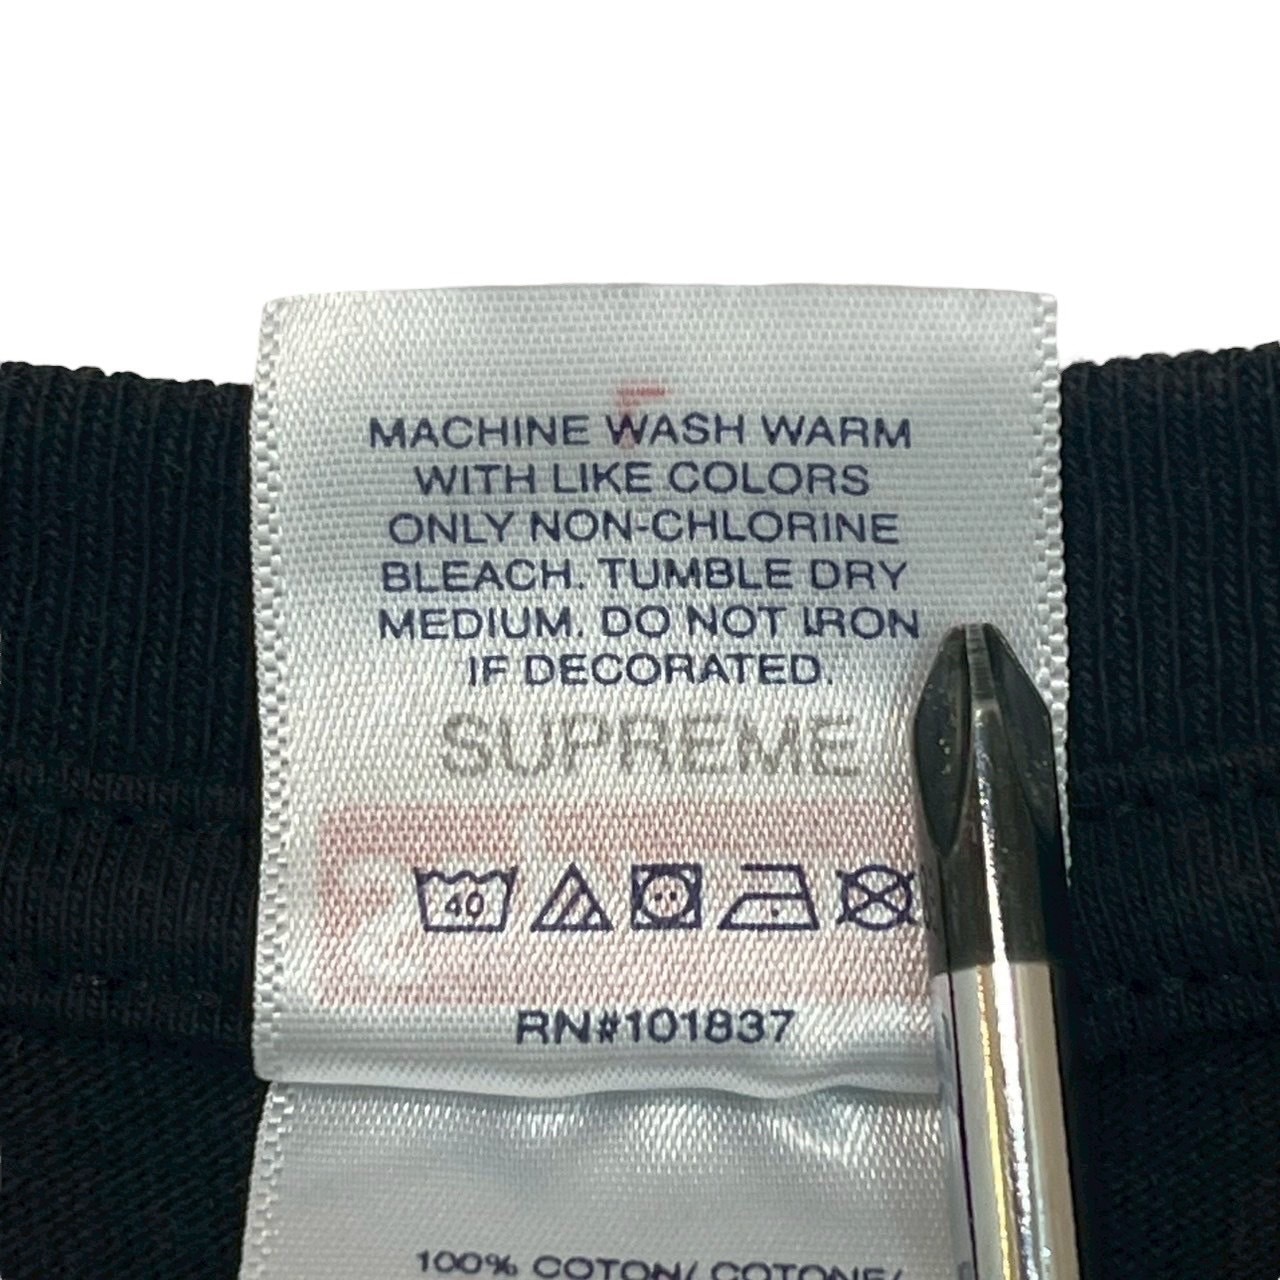 MACHINE WASH WARM
WITH LIKE COLORS
ONLY NON-CHLORINE
BLEACH. TUMBLE DRY
MEDIUM. DO NOT IRON
IF DECORATED.
SUPREME
40
RN#101837
100% COTON/ COTONE/